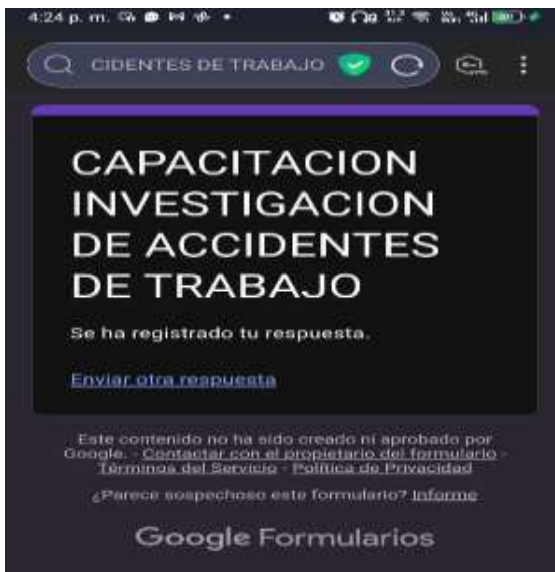 4:24 p. m.
CIDENTES DE TRABAJO
CAPACITACION
INVESTIGACION
DE ACCIDENTES
DE TRABAJO
Se ha registrado tu respuesta.
Enviar otra respuesta
Este contenido no ha sido creado ni aprobado por
Google. - Contactar con el propietario del formulario -
Términos del Servicio - Política de Privacidad
¿Parece sospechoso este formulario? Informe
Google Formularios